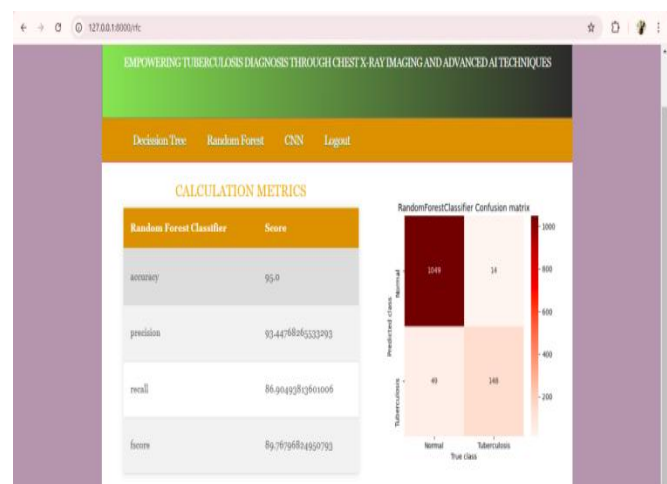 127.0.0.1:8000/rfc
EMPOWERING TUBERCULOSIS DIAGNOSIS THROUGH CHEST X-RAY IMAGING AND ADVANCED AI TECHNIQUES
Decission Tree Random Forest CNN Logout
CALCULATION METRICS
Random Forest Classifier Score
accuracy 95.0
precision 93.44768265533293
recall 86.90493813601006
fscore 89.76796824950793
RandomForestClassifier Confusion matrix
Predicted class
Normal
Tuberculosis
1049 14
49 148
1000
800
600
400
200
Normal Tuberculosis
True class